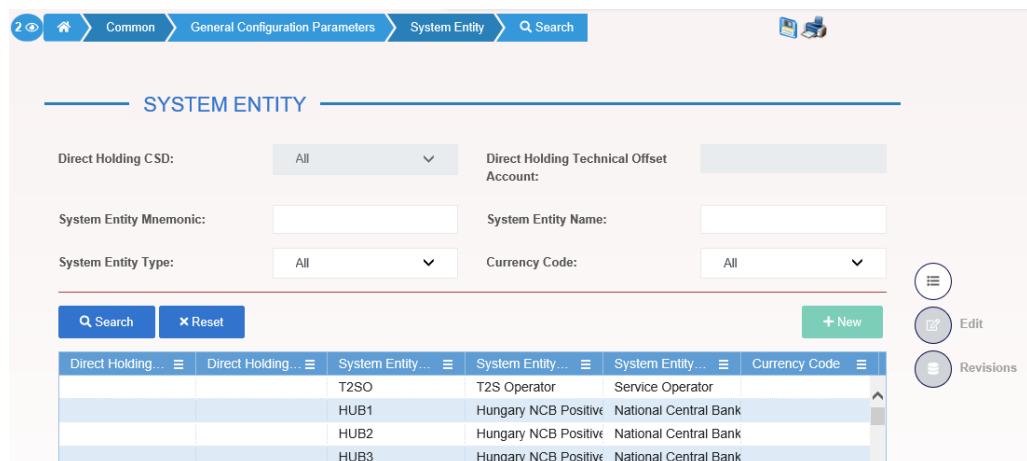 2 Common General Configuration Parameters System Entity Search
SYSTEM ENTITY
Direct Holding CSD: All Direct Holding Technical Offset
Account:
System Entity Mnemonic: System Entity Name:
System Entity Type: All Currency Code: All
Search Reset + New
Edit
Direct Holding... Direct Holding... System Entity... System Entity... System Entity... Currency Code
Revisions
T2SO T2S Operator Service Operator
HUB1 Hungary NCB Positive National Central Bank
HUB2 Hungary NCB Positive National Central Bank
HUB3 Hungary NCB Positive National Central Bank